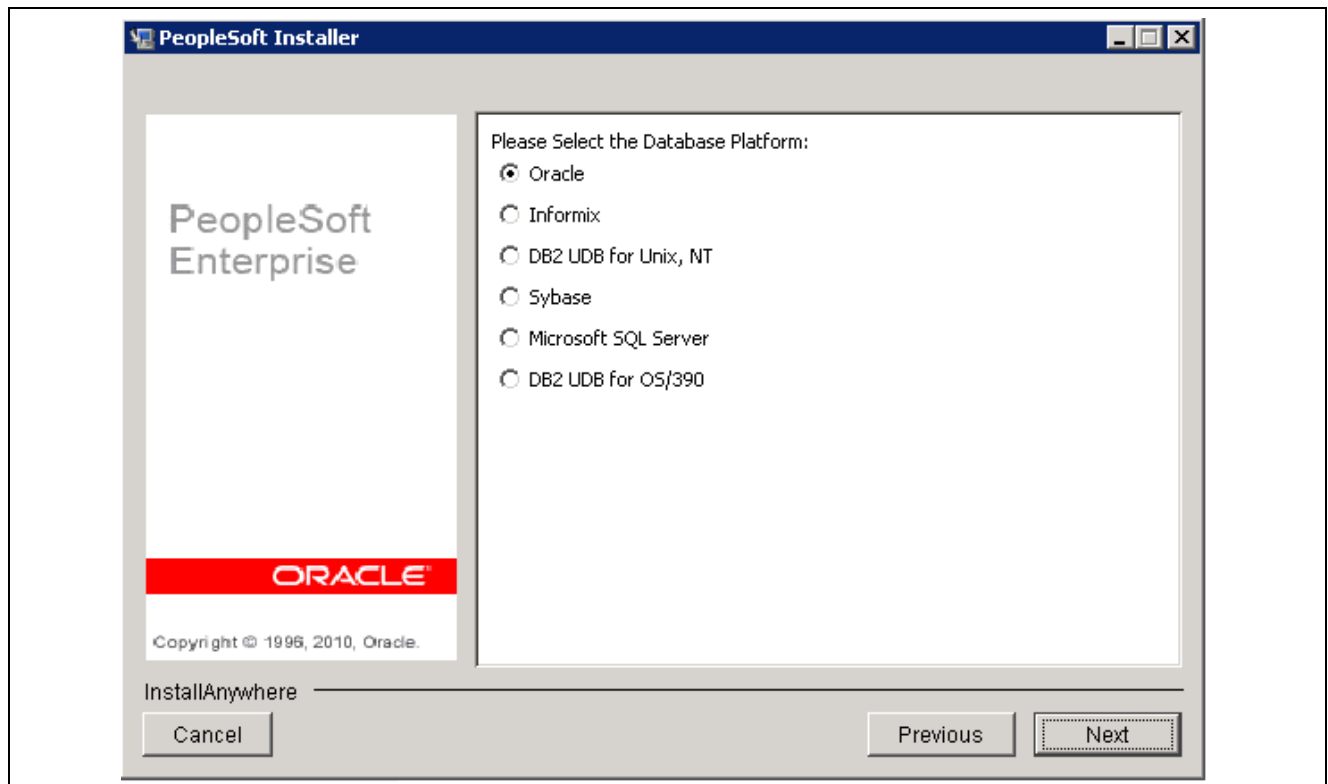 PeopleSoft Installer
PeopleSoft
Enterprise
ORACLE
Copyright © 1996, 2010, Oracle.
Please Select the Database Platform:
Oracle
Informix
DB2 UDB for Unix, NT
Sybase
Microsoft SQL Server
DB2 UDB for OS/390
InstallAnywhere
Cancel
Previous
Next